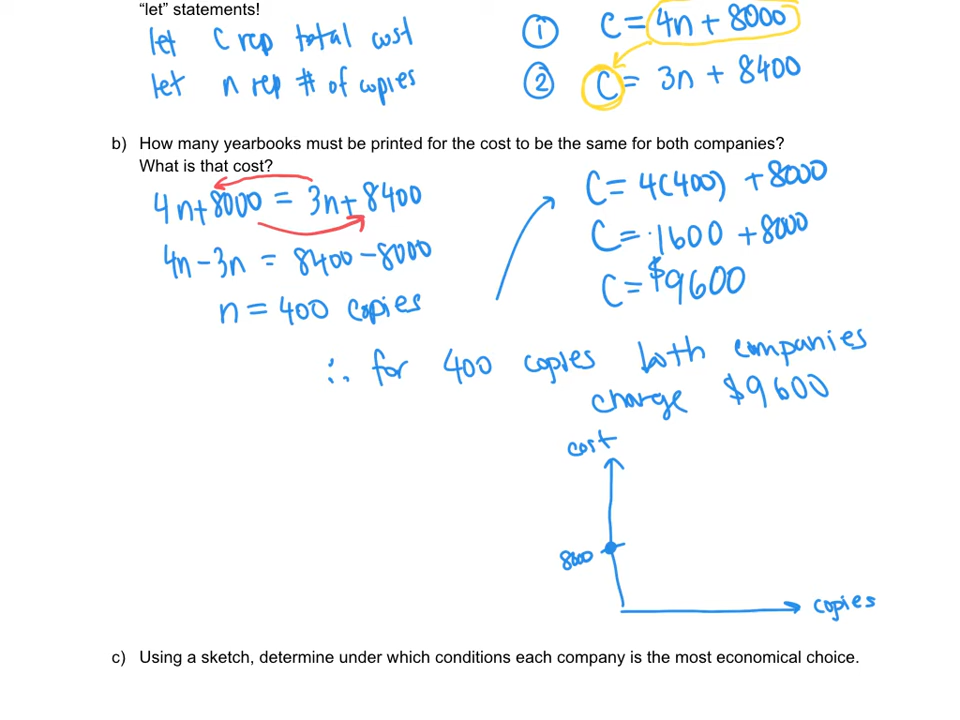 "let" statements!
let C rep total cost
let n rep # of copies
① C = 4n + 8000
② C = 3n + 8400
b) How many yearbooks must be printed for the cost to be the same for both companies?
What is that cost?
4n + 8000 = 3n + 8400
4n - 3n = 8400 - 8000
n = 400 copies
C = 4(400) + 8000
C = 1600 + 8000
C = $9600
∴ for 400 copies both companies
charge $9600
cost
8000
copies
c) Using a sketch, determine under which conditions each company is the most economical choice.